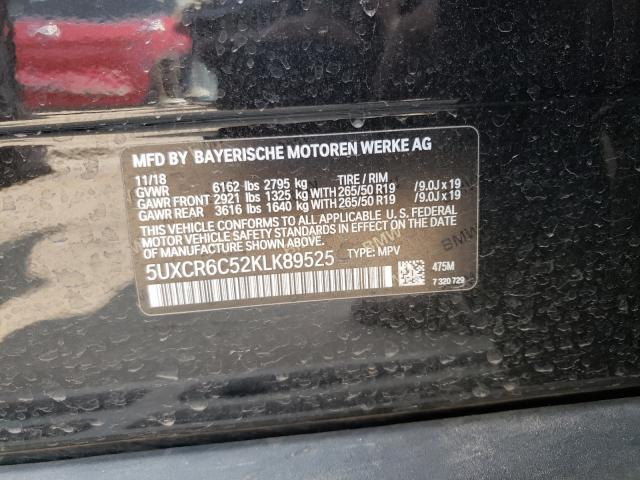 MFD BY BAYERISCHE MOTOREN WERKE AG
11/18
GVWR 6162 lbs 2795 kg TIRE / RIM
GAWR FRONT 2921 lbs 1325 kg WITH 265/50 R19 /9.0J x 19
GAWR REAR 3616 lbs 1640 kg WITH 265/50 R19 /9.0J x 19
THIS VEHICLE CONFORMS TO ALL APPLICABLE U.S. FEDERAL
MOTOR VEHICLE SAFETY STANDARDS IN EFFECT ON THE DATE
OF MANUFACTURE SHOWN ABOVE.
5UXCR6C52KLK89525 TYPE: MPV
475M
7 320 729